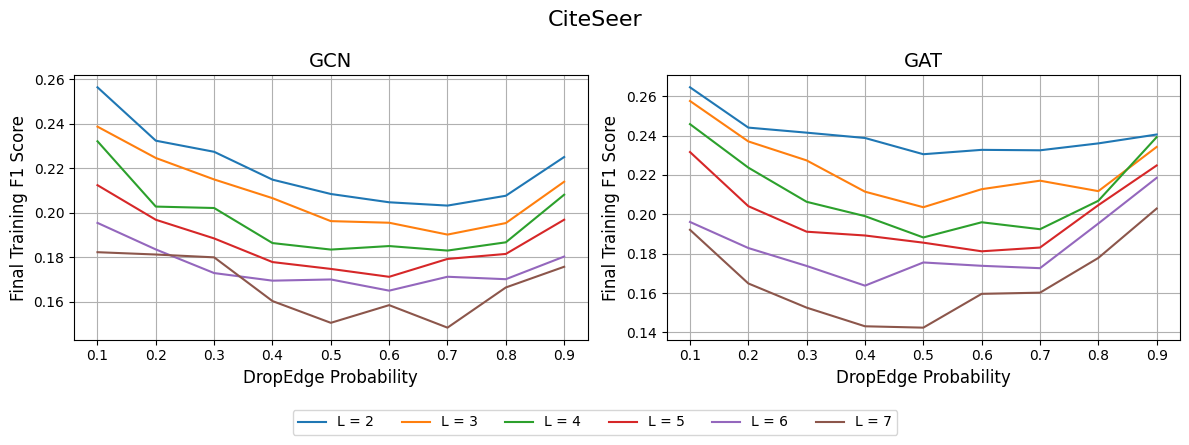 CiteSeer
GCN
Final Training F1 Score
0.26
0.24
0.22
0.20
0.18
0.16
0.1 0.2 0.3 0.4 0.5 0.6 0.7 0.8 0.9
DropEdge Probability
GAT
Final Training F1 Score
0.26
0.24
0.22
0.20
0.18
0.16
0.14
0.1 0.2 0.3 0.4 0.5 0.6 0.7 0.8 0.9
DropEdge Probability
L = 2 L = 3 L = 4 L = 5 L = 6 L = 7